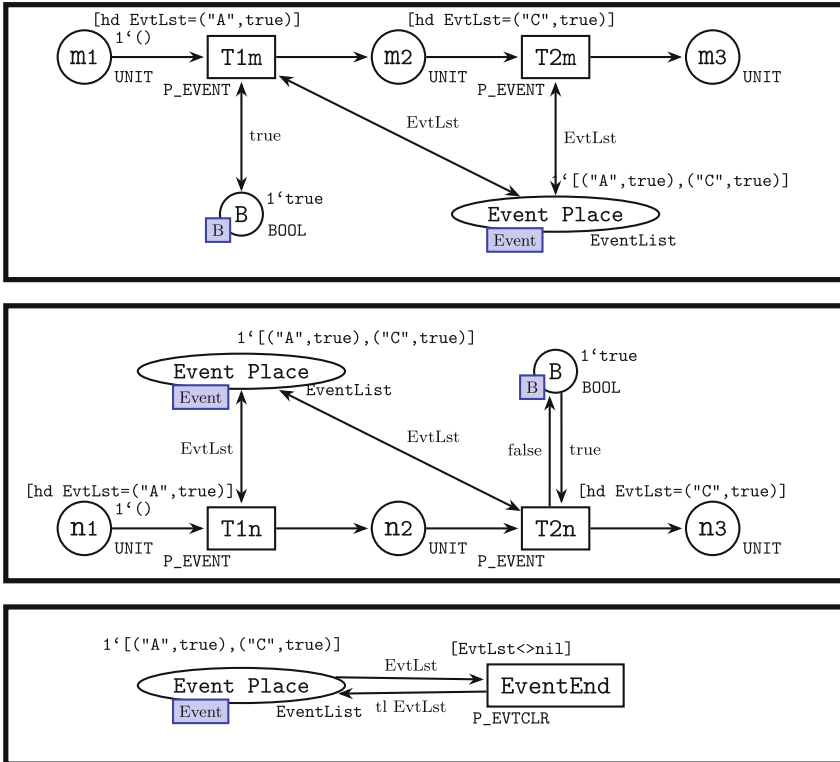 [hd EvtLst=("A",true)]
[hd EvtLst=("C",true)]
1‘()
m1
T1m
m2
T2m
m3
UNIT
P_EVENT
UNIT
P_EVENT
UNIT
true
EvtLst
EvtLst
1‘[("A",true),("C",true)]
1‘true
B
B
BOOL
Event Place
Event
EventList
1‘[("A",true),("C",true)]
Event Place
Event
EventList
1‘true
B
B
BOOL
EvtLst
EvtLst
false
true
[hd EvtLst=("A",true)]
[hd EvtLst=("C",true)]
1‘()
n1
T1n
n2
T2n
n3
UNIT
P_EVENT
UNIT
P_EVENT
UNIT
1‘[("A",true),("C",true)]
[EvtLst<>nil]
EvtLst
Event Place
EventEnd
Event
EventList
tl EvtLst
P_EVTCLR